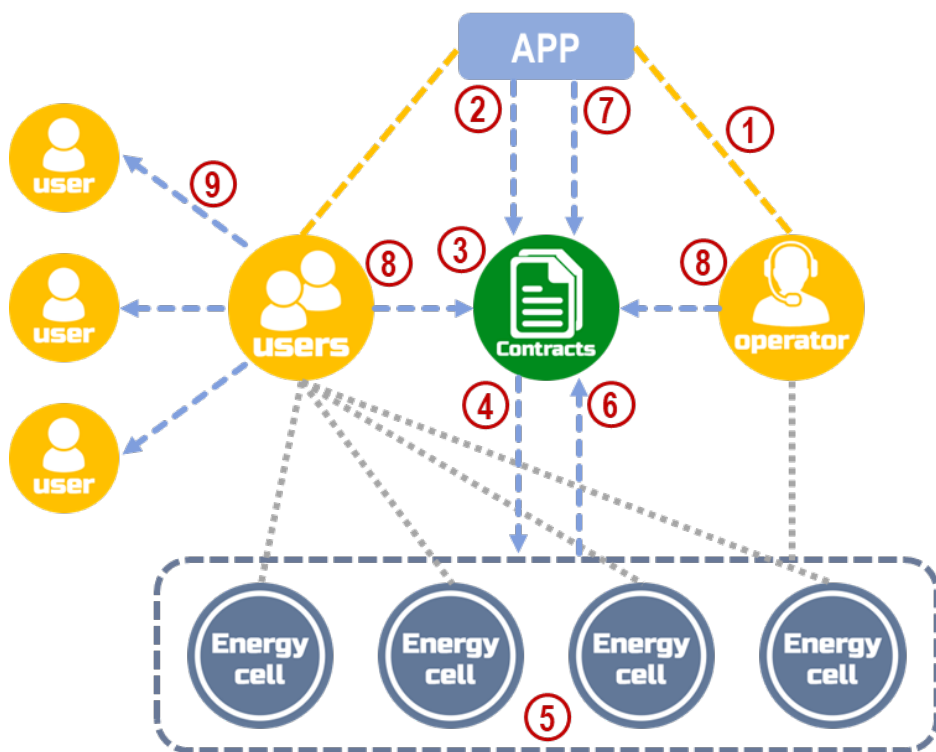 APP
2
7
1
user
9
3
8
8
users
Contracts
operator
user
4
6
user
Energy
cell
Energy
cell
Energy
cell
Energy
cell
5